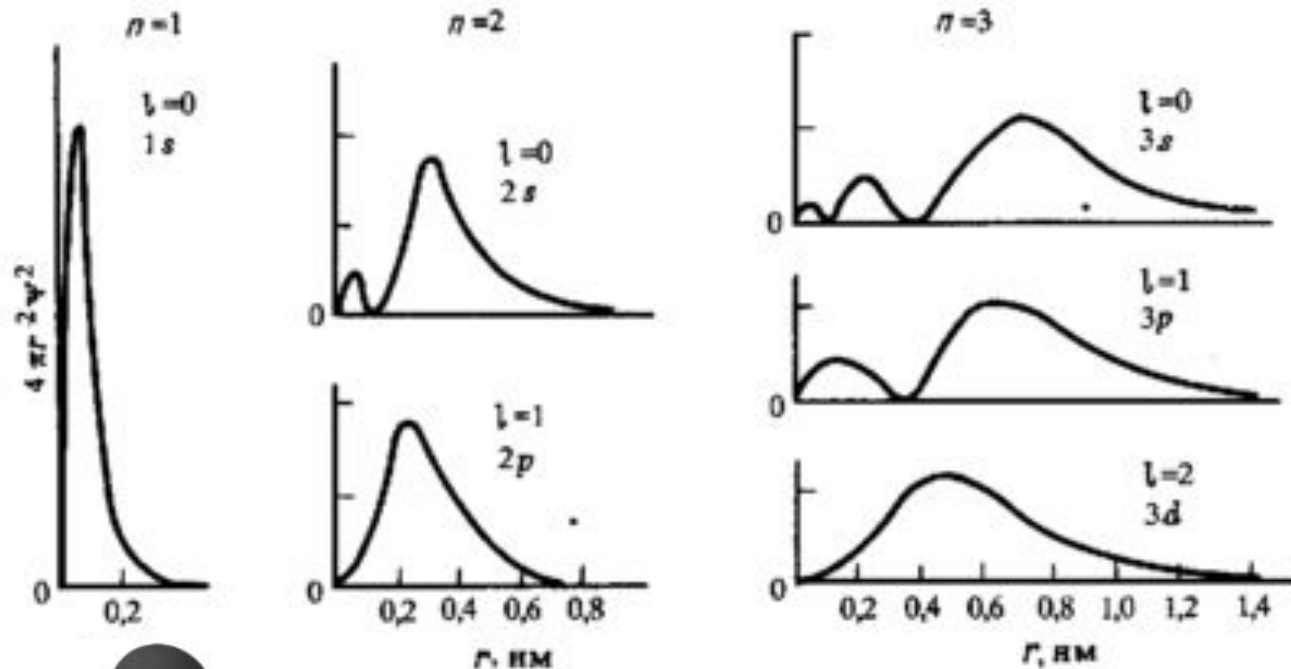 n=1
l=0
1s
4πr²ψ²
0
0,2
n=2
l=0
2s
0
l=1
2p
0
0,2 0,4 0,6 0,8
r, нм
n=3
l=0
3s
0
l=1
3p
0
l=2
3d
0
0,2 0,4 0,6 0,8 1,0 1,2 1,4
r, нм